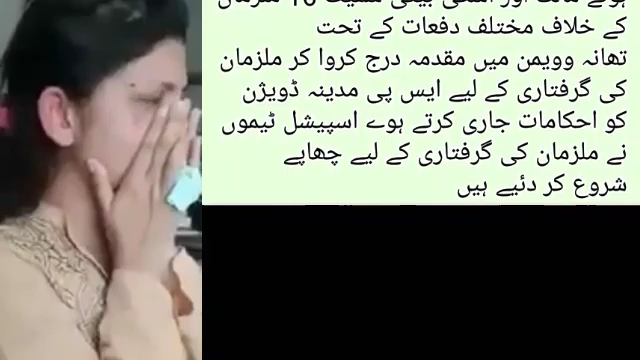 کے خلاف مختلف دفعات کے تحت
تھانہ وویمن میں مقدمہ درج کروا کر ملزمان
کی گرفتاری کے لیے ایس پی مدینہ ڈویژن
کو احکامات جاری کرتے ہوے اسپیشل ٹیموں
نے ملزمان کی گرفتاری کے لیے چھاپے
شروع کر دئیے ہیں